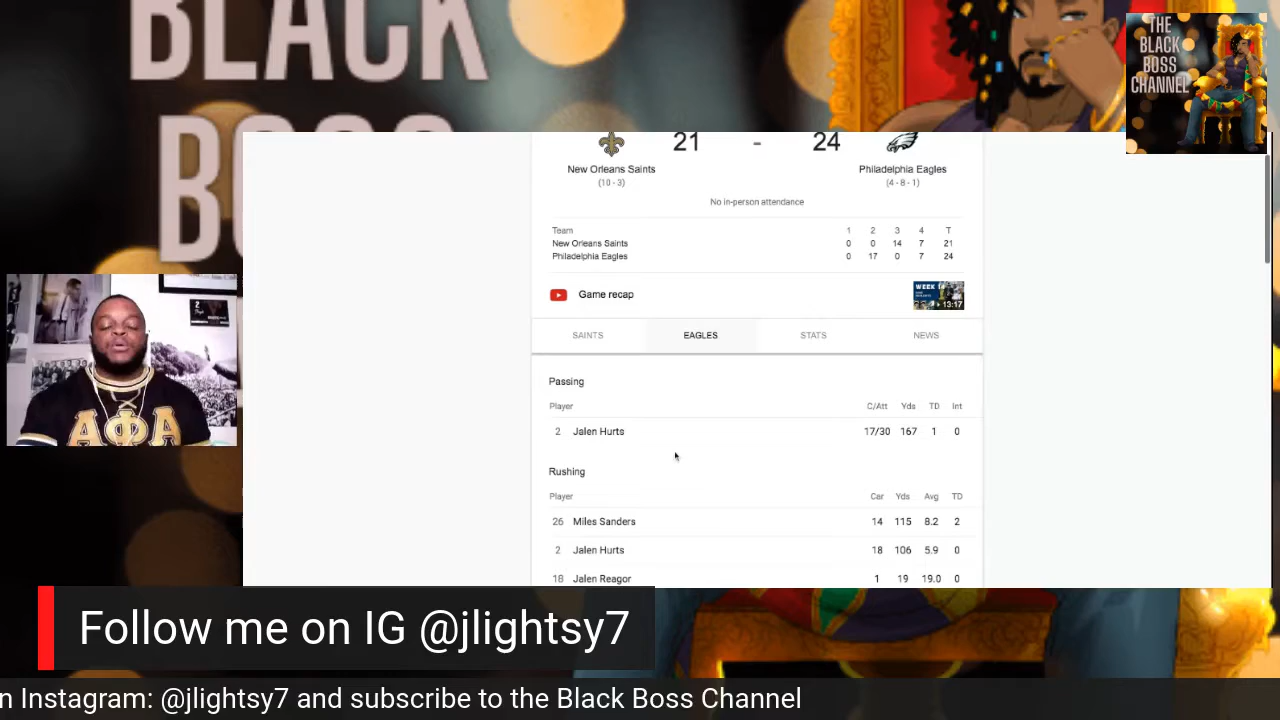 BLACK
BOSS
THE
BLACK
BOSS
CHANNEL
21 - 24
New Orleans Saints Philadelphia Eagles
(10 - 3) (4 - 8 - 1)
No in-person attendance
Team 1 2 3 4 T
New Orleans Saints 0 0 14 7 21
Philadelphia Eagles 0 17 0 7 24
Game recap
WEEK
13:17
SAINTS EAGLES STATS NEWS
Passing
Player C/Att Yds TD Int
2 Jalen Hurts 17/30 167 1 0
Rushing
Player Car Yds Avg TD
26 Miles Sanders 14 115 8.2 2
2 Jalen Hurts 18 106 5.9 0
18 Jalen Reagor 1 19 19.0 0
ΑΦΑ
Follow me on IG @jlightsy7
n Instagram: @jlightsy7 and subscribe to the Black Boss Channel